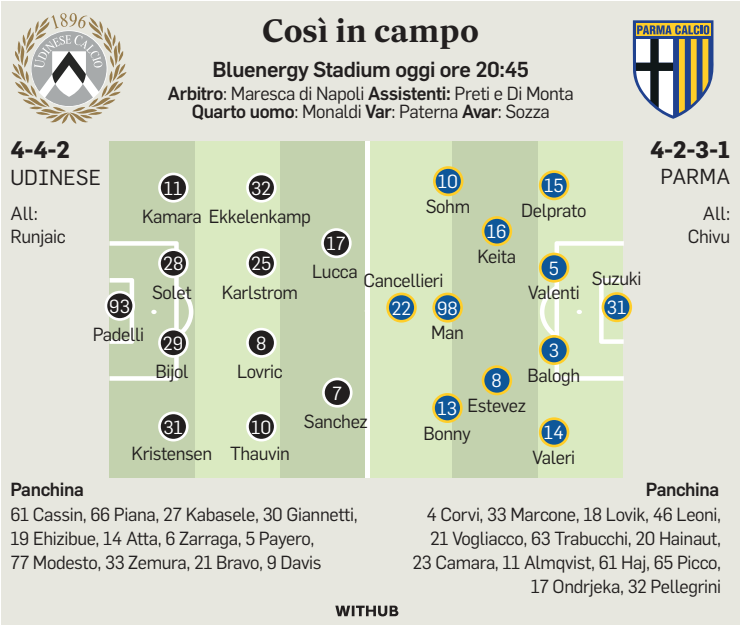 1896
UDINESE CALCIO
Così in campo
PARMA CALCIO
Bluenergy Stadium oggi ore 20:45
Arbitro: Maresca di Napoli Assistenti: Preti e Di Monta
Quarto uomo: Monaldi Var: Paterna Avar: Sozza
4-4-2
UDINESE
All:
Runjaic
4-2-3-1
PARMA
All:
Chivu
11
Kamara
32
Ekkelenkamp
28
Solet
25
Karlstrom
17
Lucca
93
Padelli
29
Bijol
8
Lovric
7
Sanchez
31
Kristensen
10
Thauvin
10
Sohm
15
Delprato
16
Keita
5
Valenti
Cancellieri
22
98
Man
Suzuki
31
3
Balogh
8
Estevez
13
Bonny
14
Valeri
Panchina
61 Cassin, 66 Piana, 27 Kabasele, 30 Giannetti,
19 Ehizibue, 14 Atta, 6 Zarraga, 5 Payero,
77 Modesto, 33 Zemura, 21 Bravo, 9 Davis
Panchina
4 Corvi, 33 Marcone, 18 Lovik, 46 Leoni,
21 Vogliacco, 63 Trabucchi, 20 Hainaut,
23 Camara, 11 Almqvist, 61 Haj, 65 Picco,
17 Ondrjeka, 32 Pellegrini
WITHUB